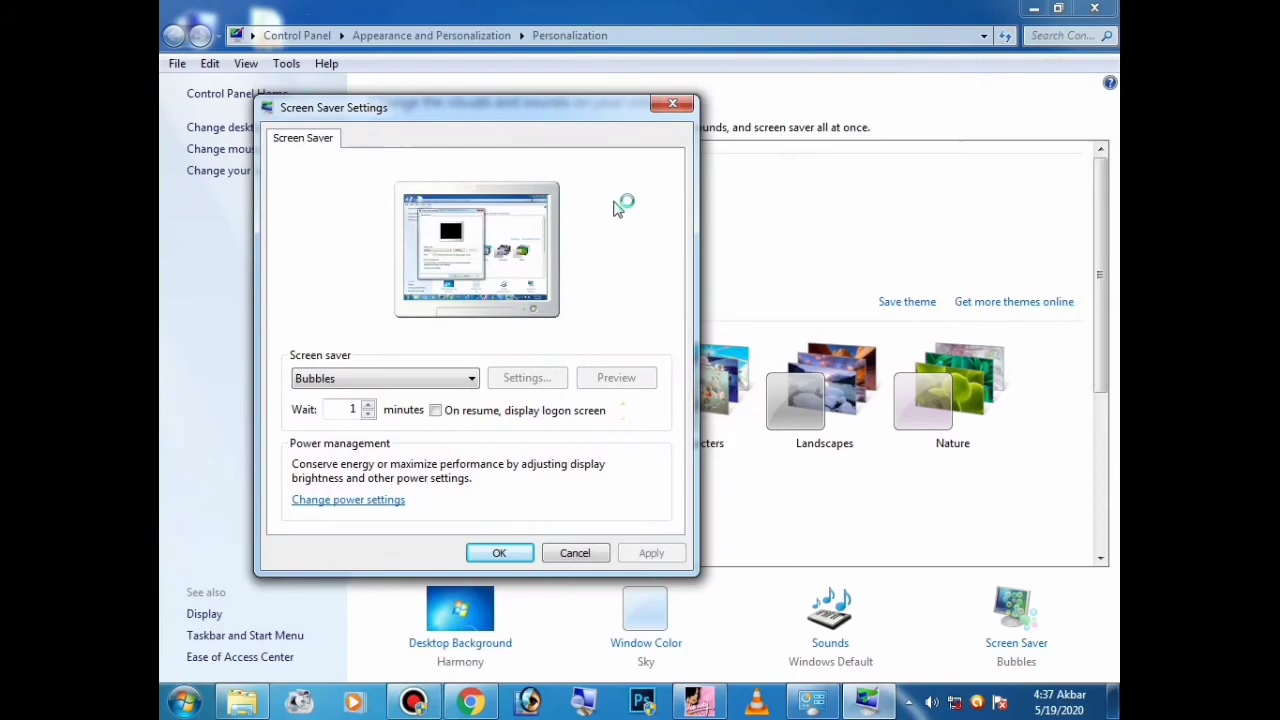 Control Panel
Appearance and Personalization
Personalization
Search Con...
File
Edit
View
Tools
Help
Control Panel Home
Change desk
Change mou
Change your
unds, and screen saver all at once.
Screen Saver Settings
Screen Saver
Screen saver
Bubbles
Settings...
Preview
Wait:
1
minutes
On resume, display logon screen
Power management
Conserve energy or maximize performance by adjusting display
brightness and other power settings.
Change power settings
OK
Cancel
Apply
Save theme
Get more themes online
cters
Landscapes
Nature
See also
Display
Taskbar and Start Menu
Ease of Access Center
Desktop Background
Harmony
Window Color
Sky
Sounds
Windows Default
Screen Saver
Bubbles
Ps
4:37 Akbar
5/19/2020